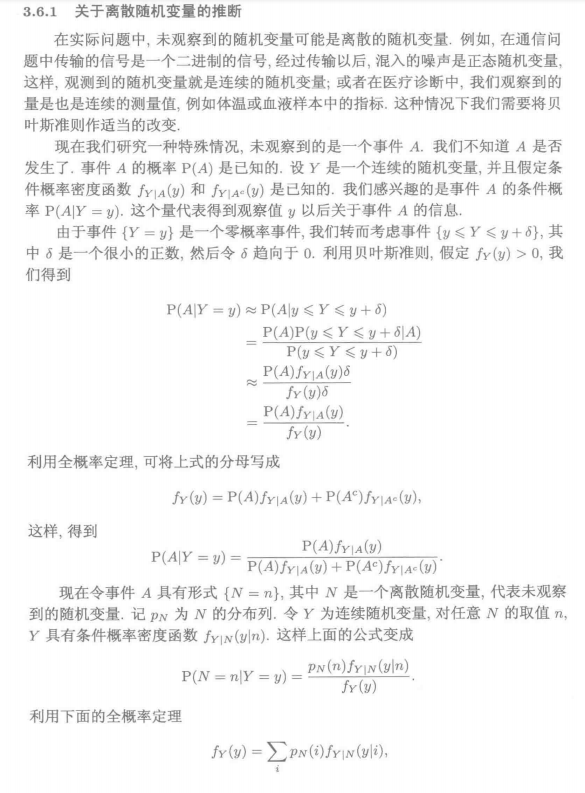 3.6.1 关于离散随机变量的推断
在实际问题中, 未观察到的随机变量可能是离散的随机变量. 例如, 在通信问
题中传输的信号是一个二进制的信号, 经过传输以后, 混入的噪声是正态随机变量,
这样, 观测到的随机变量就是连续的随机变量; 或者在医疗诊断中, 我们观察到的
量是也是连续的测量值, 例如体温或血液样本中的指标. 这种情况下我们需要将贝
叶斯准则作适当的改变.
现在我们研究一种特殊情况, 未观察到的是一个事件 A. 我们不知道 A 是否
发生了. 事件 A 的概率 P(A) 是已知的. 设 Y 是一个连续的随机变量, 并且假定条
件概率密度函数 f_{Y|A}(y) 和 f_{Y|A^c}(y) 是已知的. 我们感兴趣的是事件 A 的条件概
率 P(A|Y = y). 这个量代表得到观察值 y 以后关于事件 A 的信息.
由于事件 {Y = y} 是一个零概率事件, 我们转而考虑事件 {y ⩽ Y ⩽ y + δ}, 其
中 δ 是一个很小的正数, 然后令 δ 趋向于 0. 利用贝叶斯准则, 假定 f_Y(y) > 0, 我
们得到
P(A|Y = y) ≈ P(A|y ⩽ Y ⩽ y + δ)
= \frac{P(A)P(y ⩽ Y ⩽ y + δ|A)}{P(y ⩽ Y ⩽ y + δ)}
≈ \frac{P(A)f_{Y|A}(y)δ}{f_Y(y)δ}
= \frac{P(A)f_{Y|A}(y)}{f_Y(y)}.
利用全概率定理, 可将上式的分母写成
f_Y(y) = P(A)f_{Y|A}(y) + P(A^c)f_{Y|A^c}(y),
这样, 得到
P(A|Y = y) = \frac{P(A)f_{Y|A}(y)}{P(A)f_{Y|A}(y) + P(A^c)f_{Y|A^c}(y)}.
现在令事件 A 具有形式 {N = n}, 其中 N 是一个离散随机变量, 代表未观察
到的随机变量. 记 p_N 为 N 的分布列. 令 Y 为连续随机变量, 对任意 N 的取值 n,
Y 具有条件概率密度函数 f_{Y|N}(y|n). 这样上面的公式变成
P(N = n|Y = y) = \frac{p_N(n)f_{Y|N}(y|n)}{f_Y(y)}.
利用下面的全概率定理
f_Y(y) = \sum_i p_N(i)f_{Y|N}(y|i),